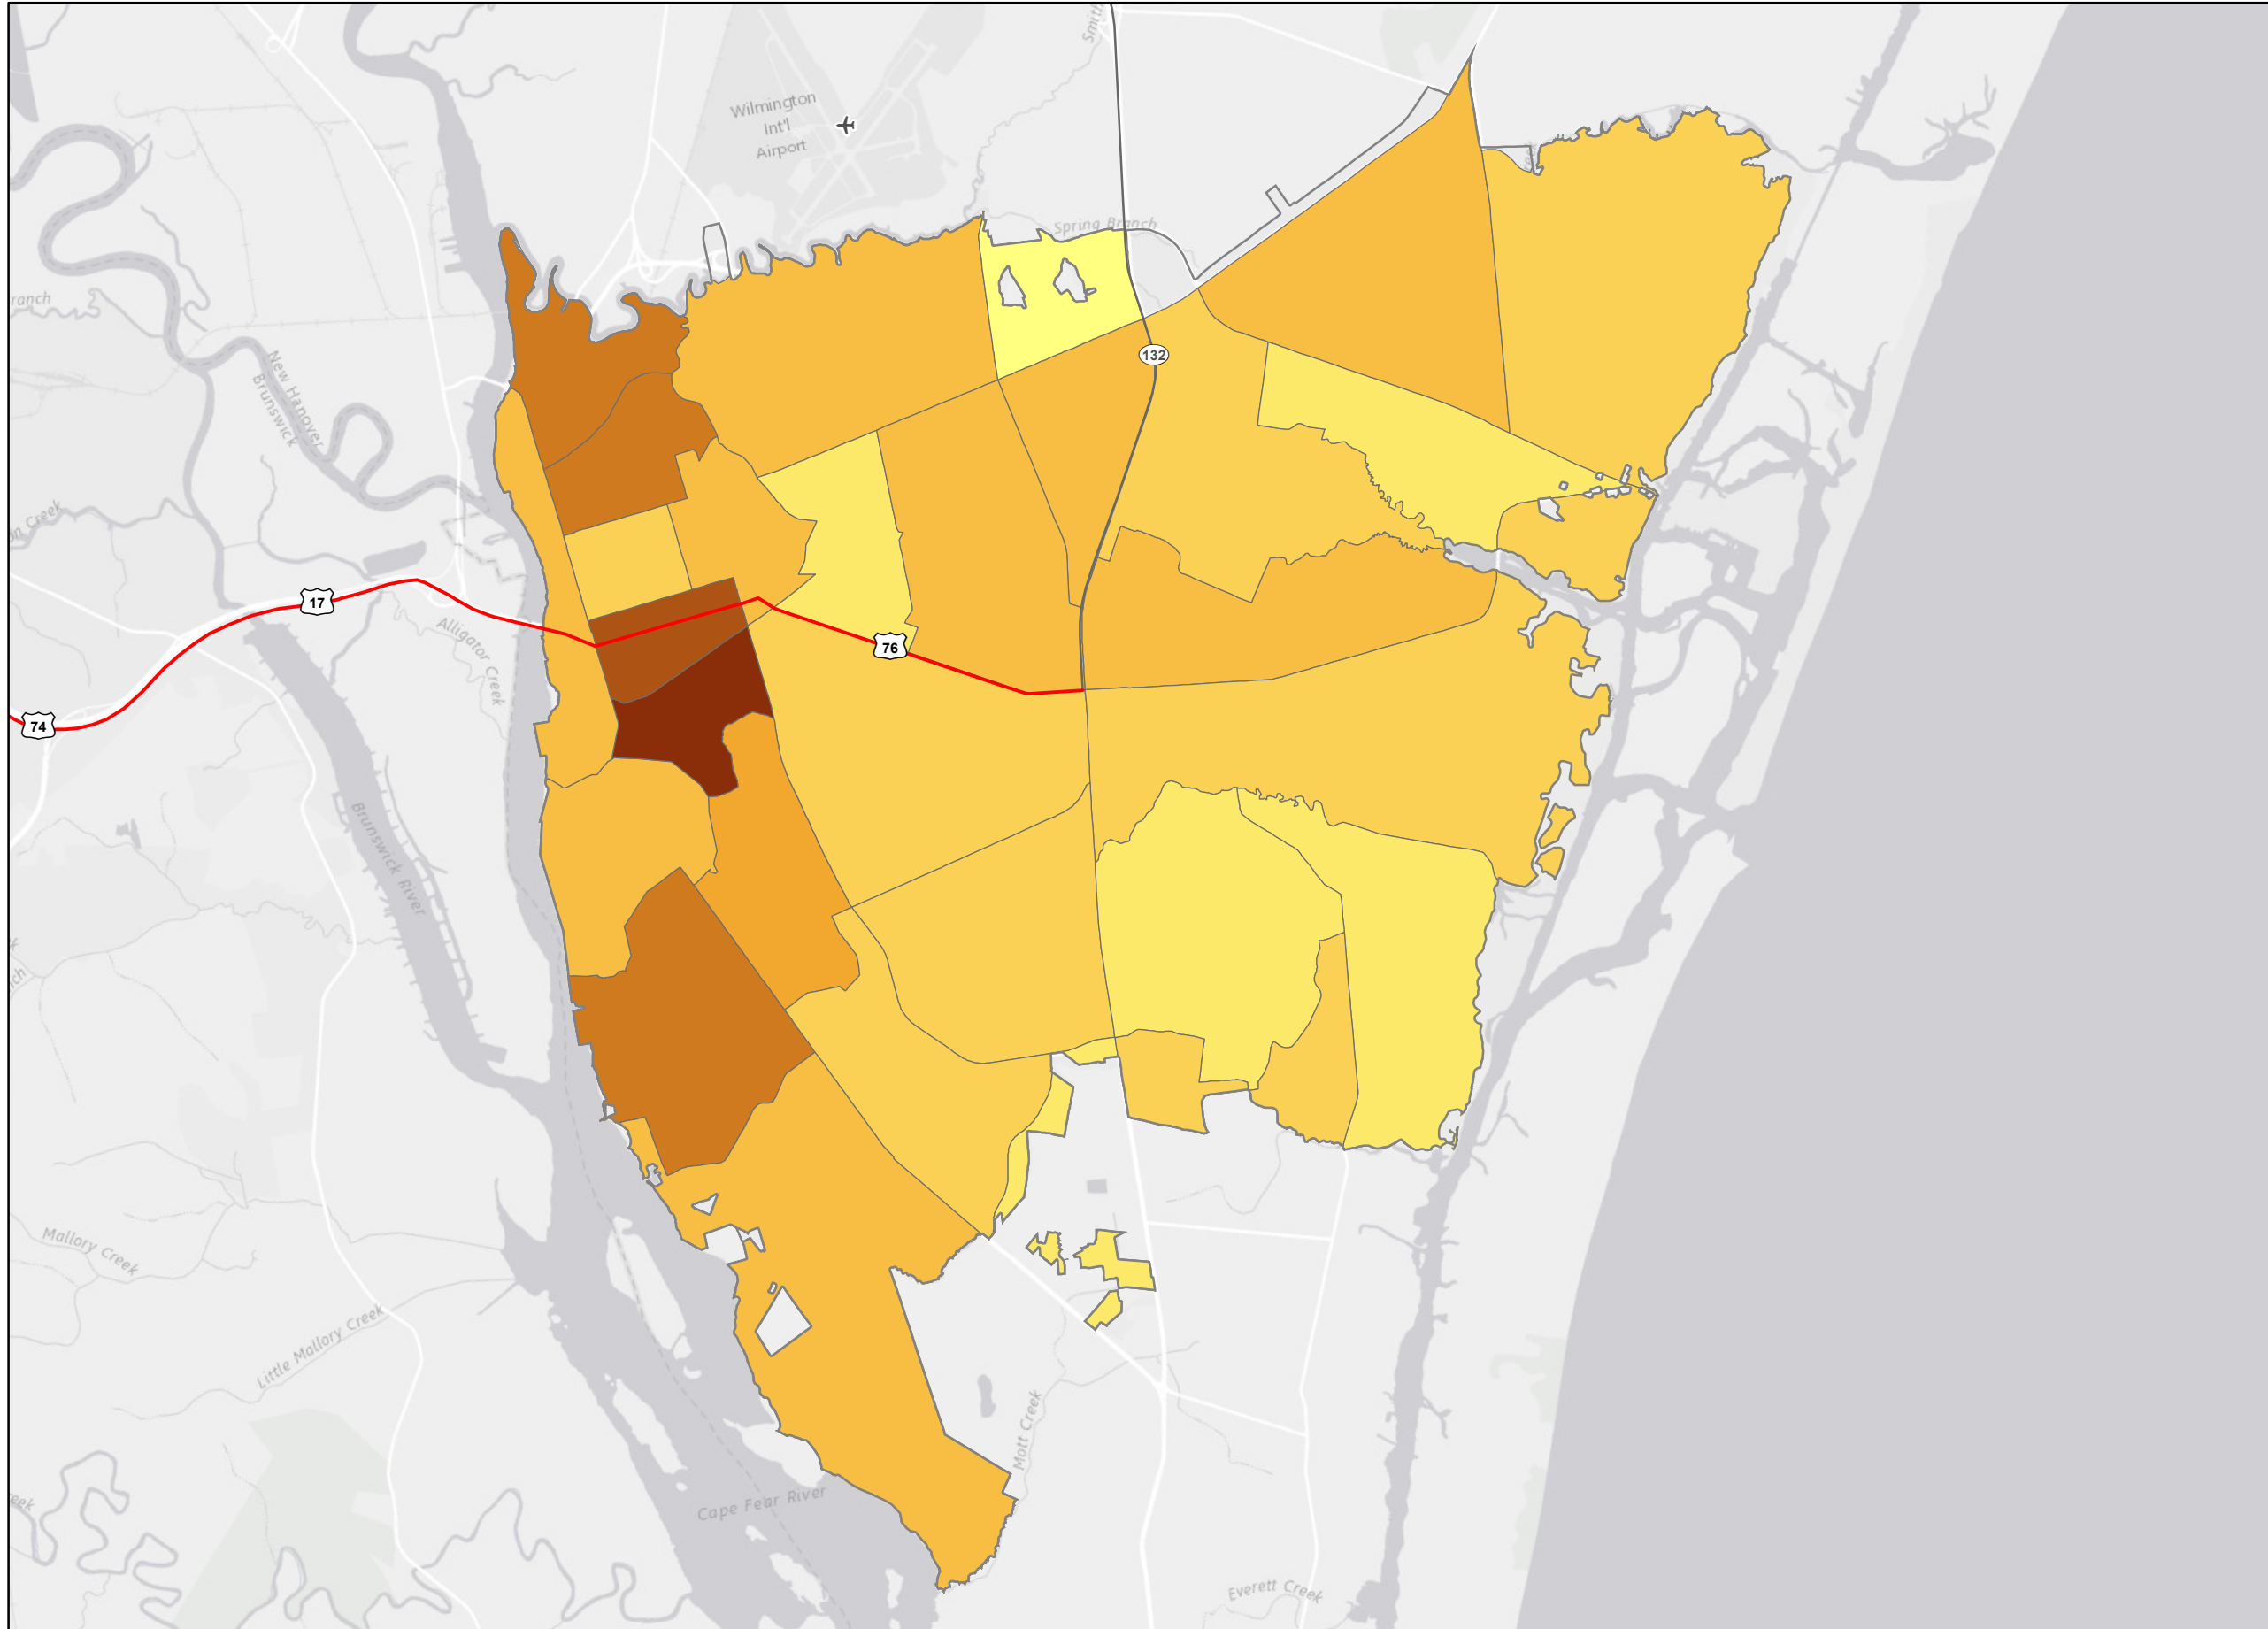 Smith
Wilmington
Int'l
Airport
Spring Branch
ranch
132
New Hanover
Brunswick
Creek
17
Alligator Creek
76
74
Brunswick River
Mallory Creek
Little Mallory Creek
Mott Creek
Cape Fear River
eek
Everett Creek